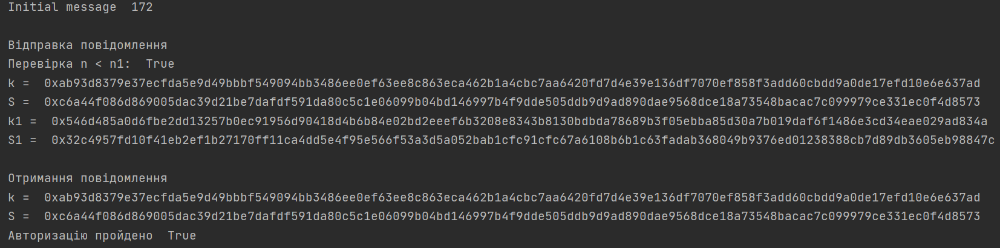 Initial message  172
Відправка повідомлення
Перевірка n < n1:  True
k =  0xab93d8379e37ecfda5e9d49bbbf549094bb3486ee0ef63ee8c863eca462b1a4cbc7aa6420fd7d4e39e136df7070ef858f3add60cbdd9a0de17efd10e6e637ad
S =  0xc6a44f086d869005dac39d21be7dafdf591da80c5c1e06099b04bd146997b4f9dde505ddb9d9ad890dae9568dce18a73548bacac7c099979ce331ec0f4d8573
k1 =  0x546d485a0d6fbe2dd13257b0ec91956d90418d4b6b84e02bd2eeef6b3208e8343b8130bdbda78689b3f05ebba85d30a7b019daf6f1486e3cd34eae029ad834a
S1 =  0x32c4957fd10f41eb2ef1b27170ff11ca4dd5e4f95e566f53a3d5a052bab1cfc91cfc67a6108b6b1c63fadab368049b9376ed01238388cb7d89db3605eb98847c
Отримання повідомлення
k =  0xab93d8379e37ecfda5e9d49bbbf549094bb3486ee0ef63ee8c863eca462b1a4cbc7aa6420fd7d4e39e136df7070ef858f3add60cbdd9a0de17efd10e6e637ad
S =  0xc6a44f086d869005dac39d21be7dafdf591da80c5c1e06099b04bd146997b4f9dde505ddb9d9ad890dae9568dce18a73548bacac7c099979ce331ec0f4d8573
Авторизацію пройдено  True